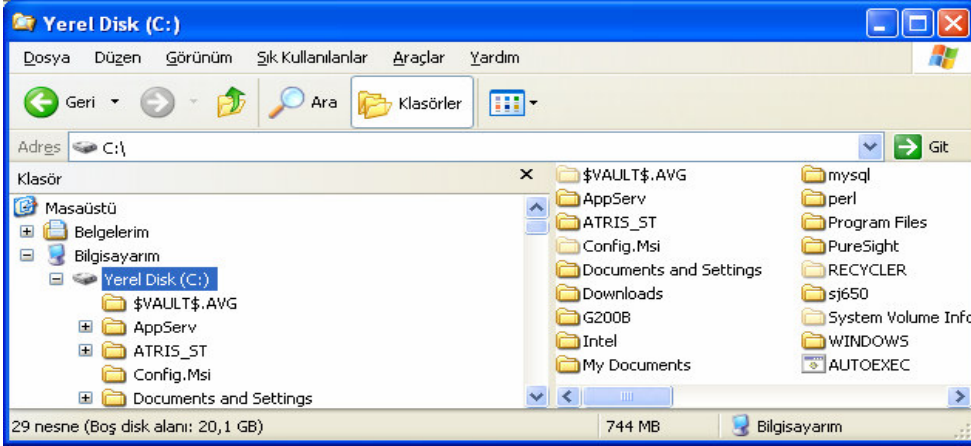 Yerel Disk (C:)
Dosya Düzen Görünüm Sık Kullanılanlar Araçlar Yardım
Geri Ara Klasörler
Adres C:\ Git
Klasör
Masaüstü
Belgelerim
Bilgisayarım
Yerel Disk (C:)
$VAULT$.AVG
AppServ
ATRIS_ST
Config.Msi
Documents and Settings
$VAULT$.AVG
AppServ
ATRIS_ST
Config.Msi
Documents and Settings
Downloads
G200B
Intel
My Documents
mysql
perl
Program Files
PureSight
RECYCLER
sj650
System Volume Info
WINDOWS
AUTOEXEC
29 nesne (Boş disk alanı: 20,1 GB) 744 MB Bilgisayarım